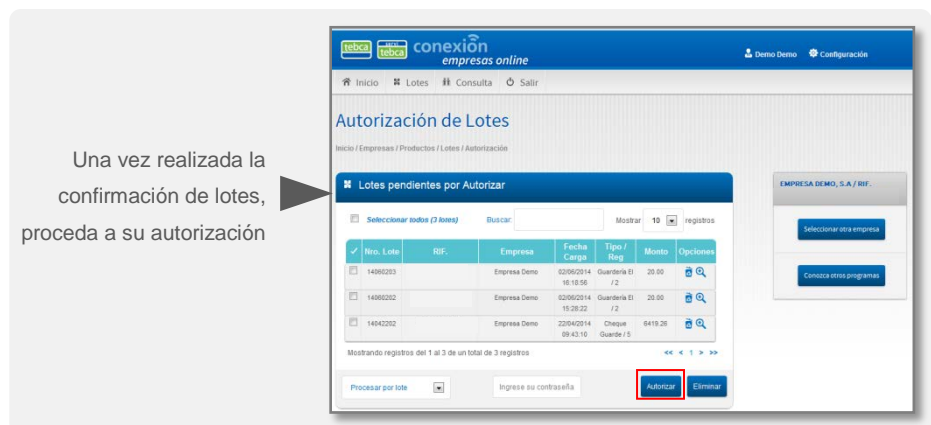 Una vez realizada la
confirmación de lotes,
proceda a su autorización
tebca servi tebca conexión
empresas online
Demo Demo Configuración
Inicio Lotes Consulta Salir
Autorización de Lotes
Inicio / Empresas / Productos / Lotes / Autorización
Lotes pendientes por Autorizar
Seleccionar todos (3 lotes) Buscar: Mostrar 10 registros
Nro. Lote RIF. Empresa Fecha Carga Tipo / Reg Monto Opciones
14060203 Empresa Demo 02/06/2014 16:18:56 Guardería El / 2 20.00
14060202 Empresa Demo 02/06/2014 15:28:22 Guardería El / 2 20.00
14042202 Empresa Demo 22/04/2014 09:43:10 Cheque Guarde / 5 6419.26
Mostrando registros del 1 al 3 de un total de 3 registros << < 1 > >>
Procesar por lote Ingrese su contraseña Autorizar Eliminar
EMPRESA DEMO, S.A / RIF.
Seleccionar otra empresa
Conozca otros programas